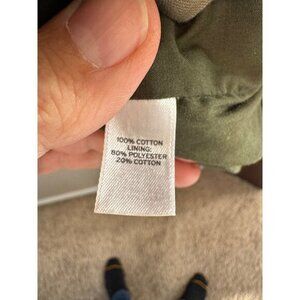 100% COTTON
LINING:
80% POLYESTER
20% COTTON